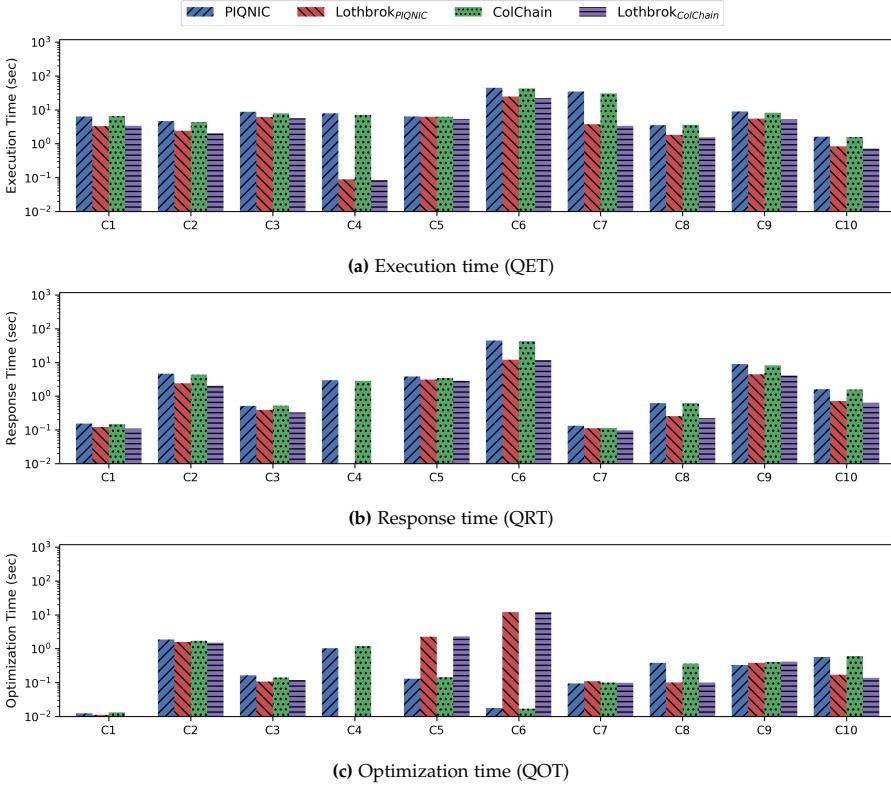 PIQNIC Lothbrok_PIQNIC ColChain Lothbrok_ColChain
Execution Time (sec)
10^3
10^2
10^1
10^0
10^−1
10^−2
C1 C2 C3 C4 C5 C6 C7 C8 C9 C10
(a) Execution time (QET)
Response Time (sec)
10^3
10^2
10^1
10^0
10^−1
10^−2
C1 C2 C3 C4 C5 C6 C7 C8 C9 C10
(b) Response time (QRT)
Optimization Time (sec)
10^3
10^2
10^1
10^0
10^−1
10^−2
C1 C2 C3 C4 C5 C6 C7 C8 C9 C10
(c) Optimization time (QOT)